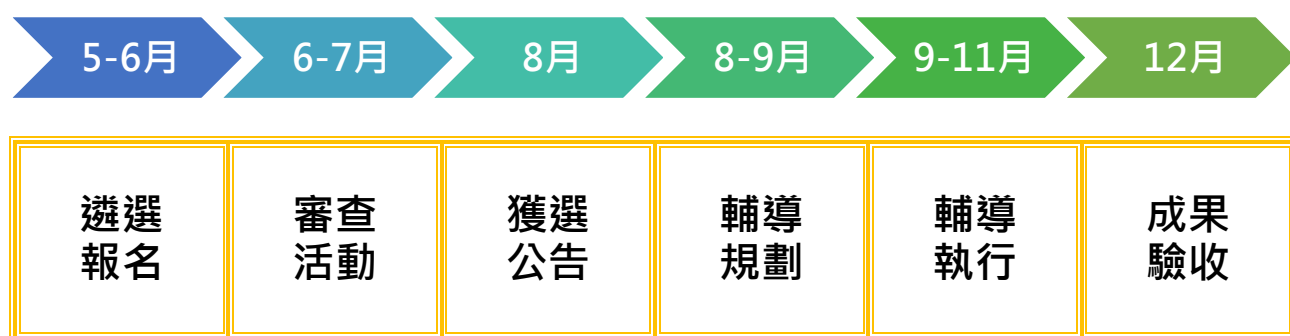 5-6月
6-7月
8月
8-9月
9-11月
12月
遴選
報名
審查
活動
獲選
公告
輔導
規劃
輔導
執行
成果
驗收